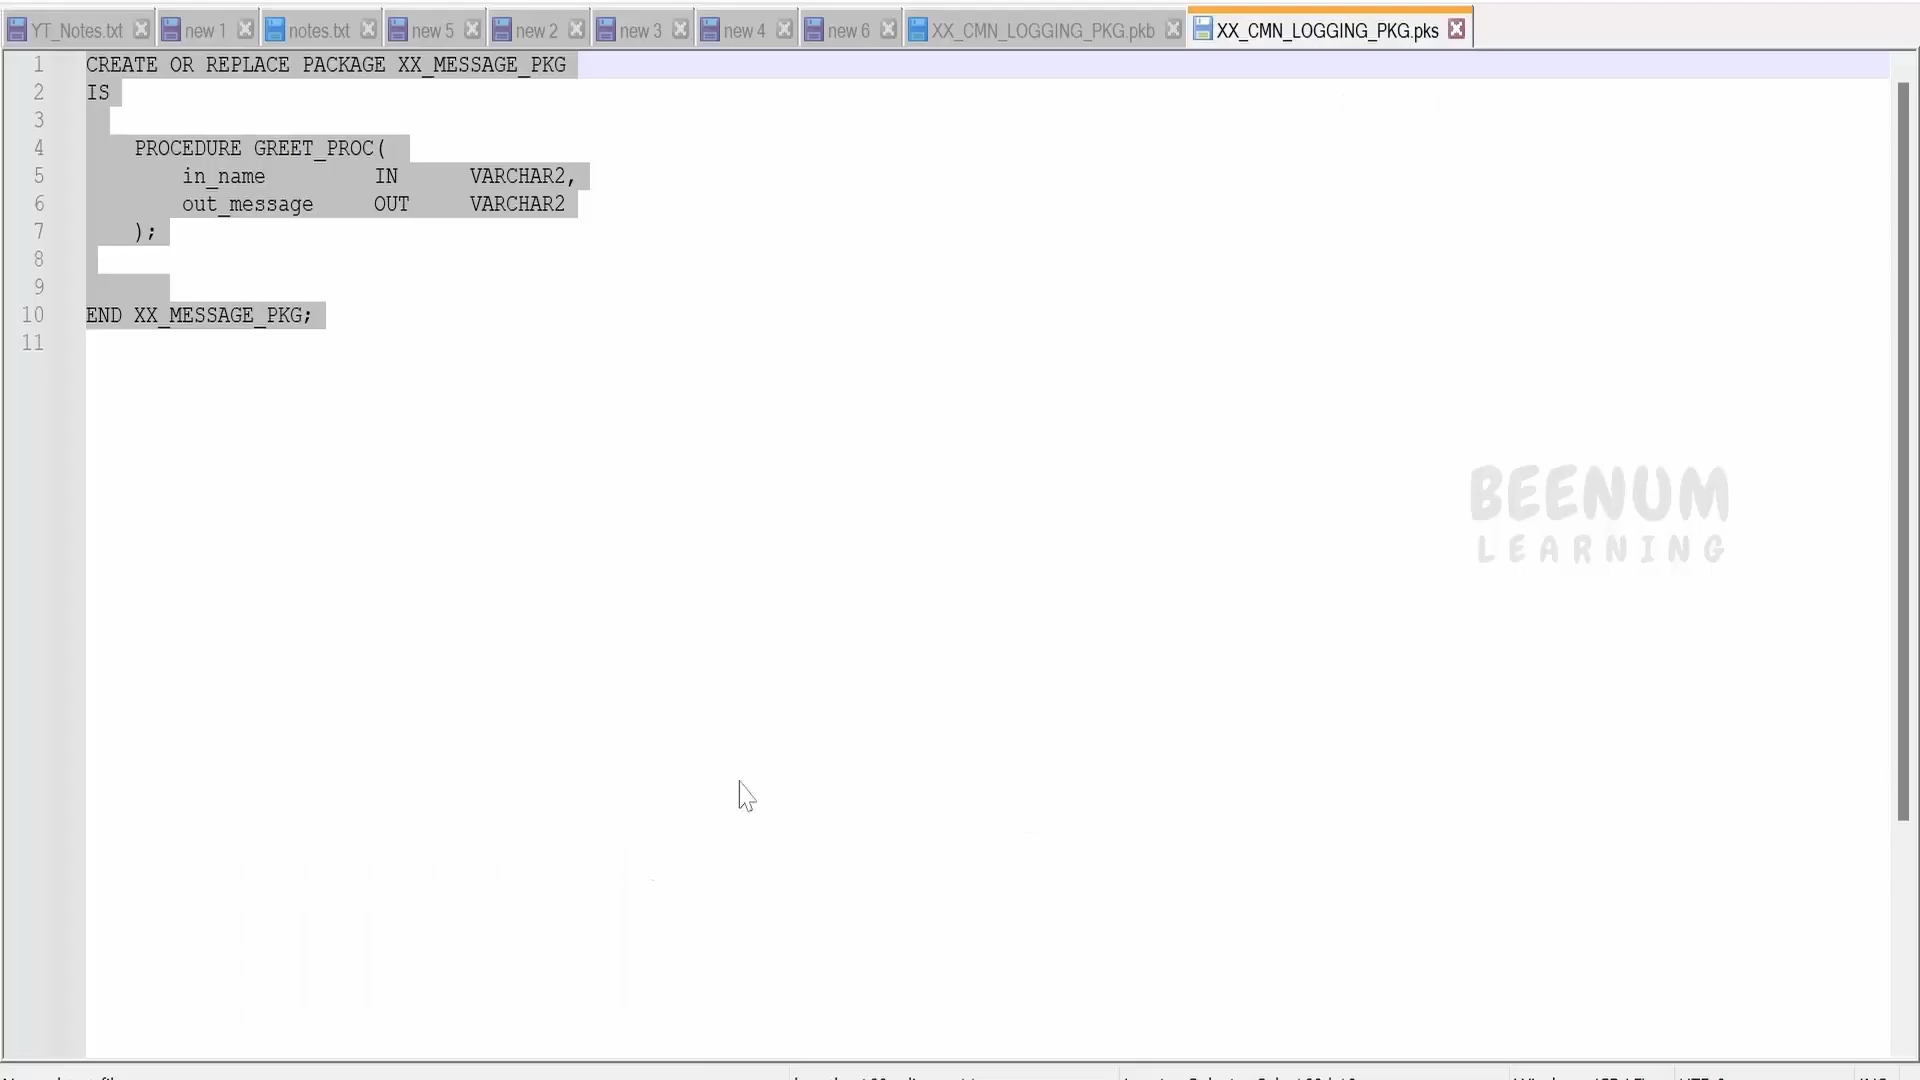 YT_Notes.txt new 1 notes.txt new 5 new 2 new 3 new 4 new 6 XX_CMN_LOGGING_PKG.pkb XX_CMN_LOGGING_PKG.pks
1 CREATE OR REPLACE PACKAGE XX_MESSAGE_PKG
2 IS
3
4 PROCEDURE GREET_PROC(
5 in_name IN VARCHAR2,
6 out_message OUT VARCHAR2
7 );
8
9
10 END XX_MESSAGE_PKG;
11
BEENUM
LEARNING